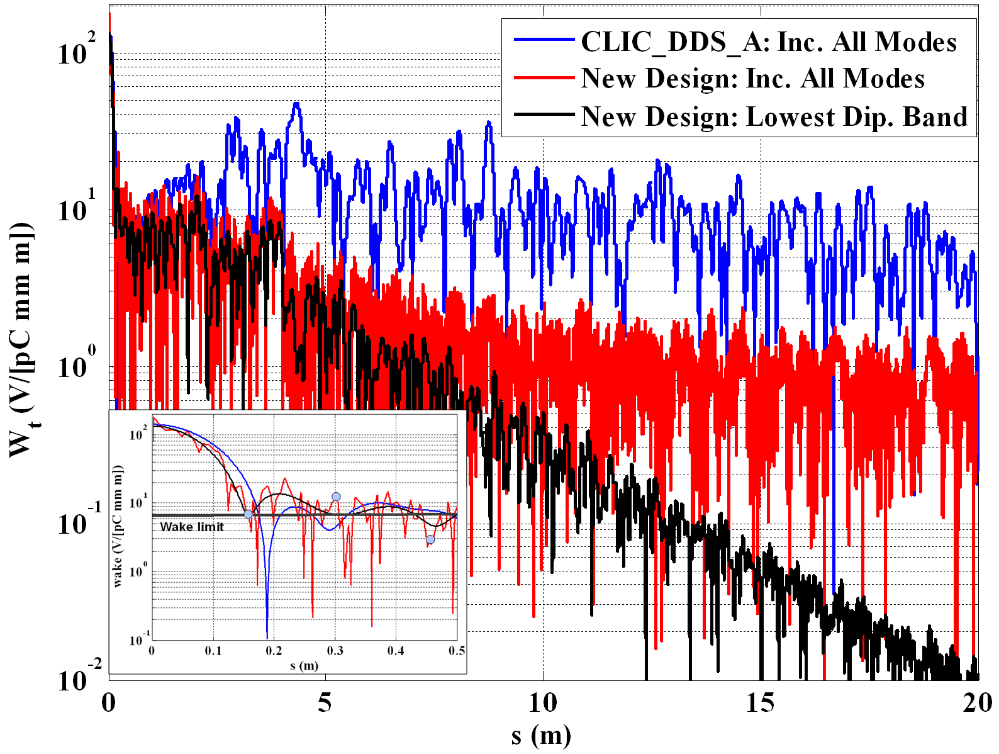 CLIC_DDS_A: Inc. All Modes
New Design: Inc. All Modes
New Design: Lowest Dip. Band
10^2
10^1
10^0
10^-1
10^-2
W_t (V/[pC mm m])
0 5 10 15 20
s (m)
10^2
10^1
10^0
10^-1
wake (V/[pC mm m])
Wake limit
0 0.1 0.2 0.3 0.4 0.5
s (m)